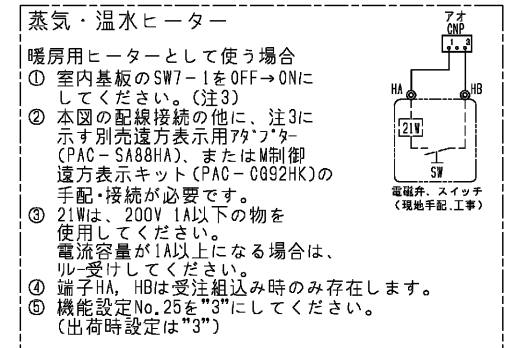 蒸気・温水ヒーター
暖房用ヒーターとして使う場合
① 室内基板のSW7-1をOFF→ONに
してください。(注3)
② 本図の配線接続の他に、注3に
示す別売遠方表示用アダプター
(PAC-SA88HA)、またはM制御
遠方表示キット(PAC-CG92HK)の
手配・接続が必要です。
③ 21Wは、200V 1A以下の物を
使用してください。
電流容量が1A以上になる場合は、
リレー受けしてください。
④ 端子HA, HBは受注組込み時のみ存在します。
⑤ 機能設定No.25を"3"にしてください。
(出荷時設定は"3")
アオ
CNP
1 3
HA HB
21W
SW
電磁弁、スイッチ
(現地手配、工事)